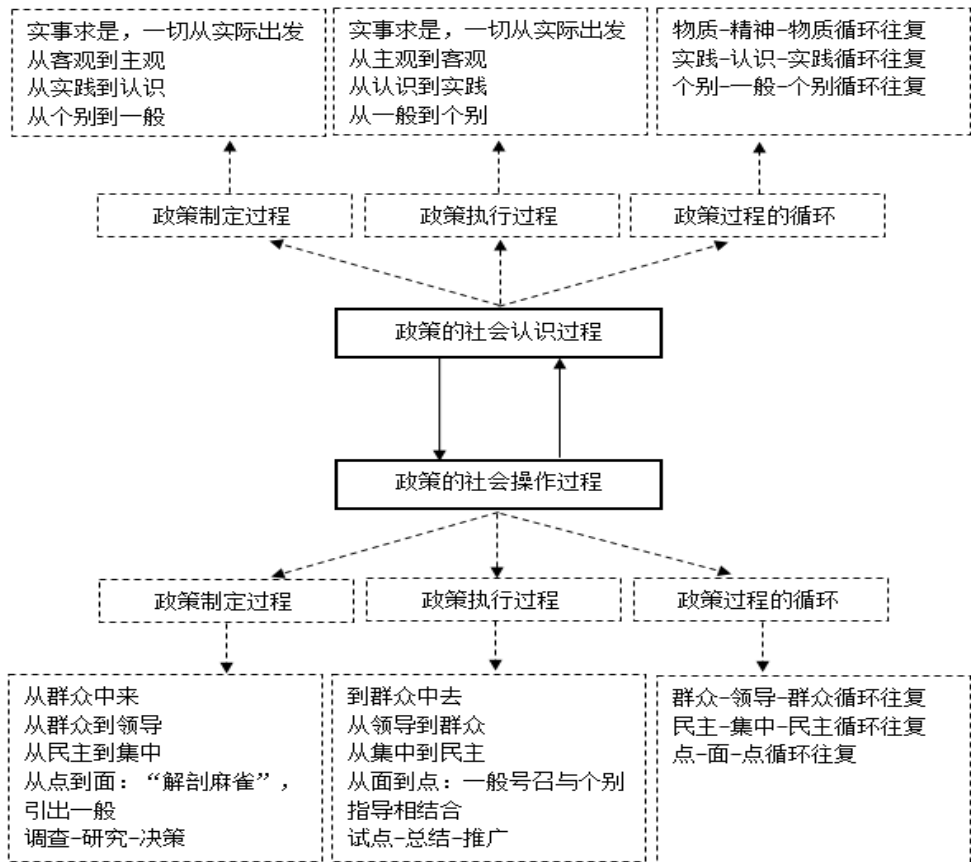 实事求是，一切从实际出发
从客观到主观
从实践到认识
从个别到一般
实事求是，一切从实际出发
从主观到客观
从认识到实践
从一般到个别
物质-精神-物质循环往复
实践-认识-实践循环往复
个别-一般-个别循环往复
政策制定过程
政策执行过程
政策过程的循环
政策的社会认识过程
政策的社会操作过程
政策制定过程
政策执行过程
政策过程的循环
从群众中来
从群众到领导
从民主到集中
从点到面：“解剖麻雀”，
引出一般
调查-研究-决策
到群众中去
从领导到群众
从集中到民主
从面到点：一般号召与个别
指导相结合
试点-总结-推广
群众-领导-群众循环往复
民主-集中-民主循环往复
点-面-点循环往复